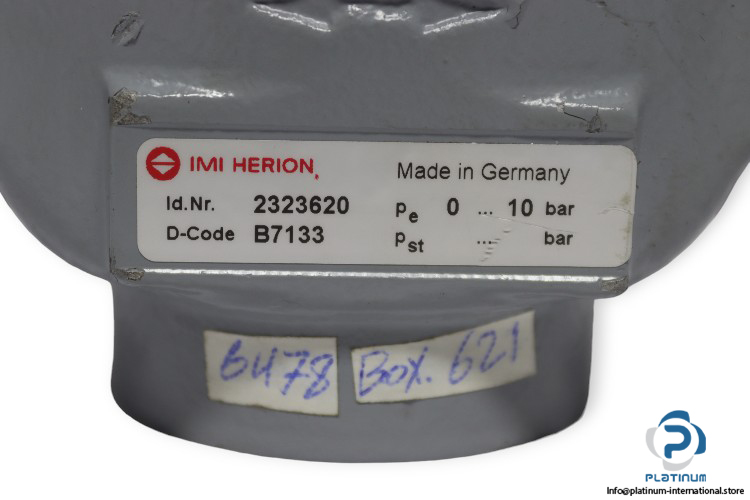 IMI HERION.
Made in Germany
Id.Nr. 2323620 pe 0 ... 10 bar
D-Code B7133 pst ... bar
6478 Box. 621
PLATINUM
Info@platinum-international.store